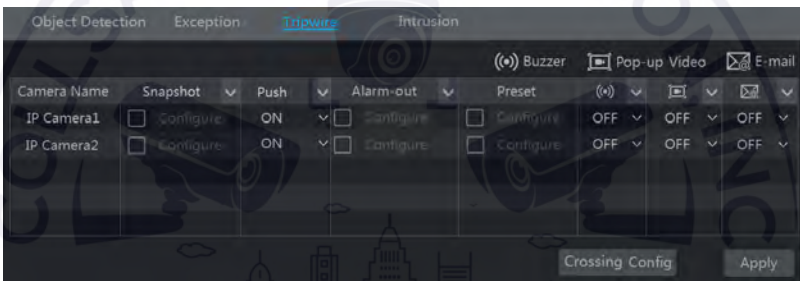 Object Detection Exception Tripwire Intrusion
Buzzer Pop-up Video E-mail
Camera Name Snapshot Push Alarm-out Preset
IP Camera1 Configure ON Configure Configure OFF OFF OFF
IP Camera2 Configure ON Configure Configure OFF OFF OFF
Crossing Config Apply